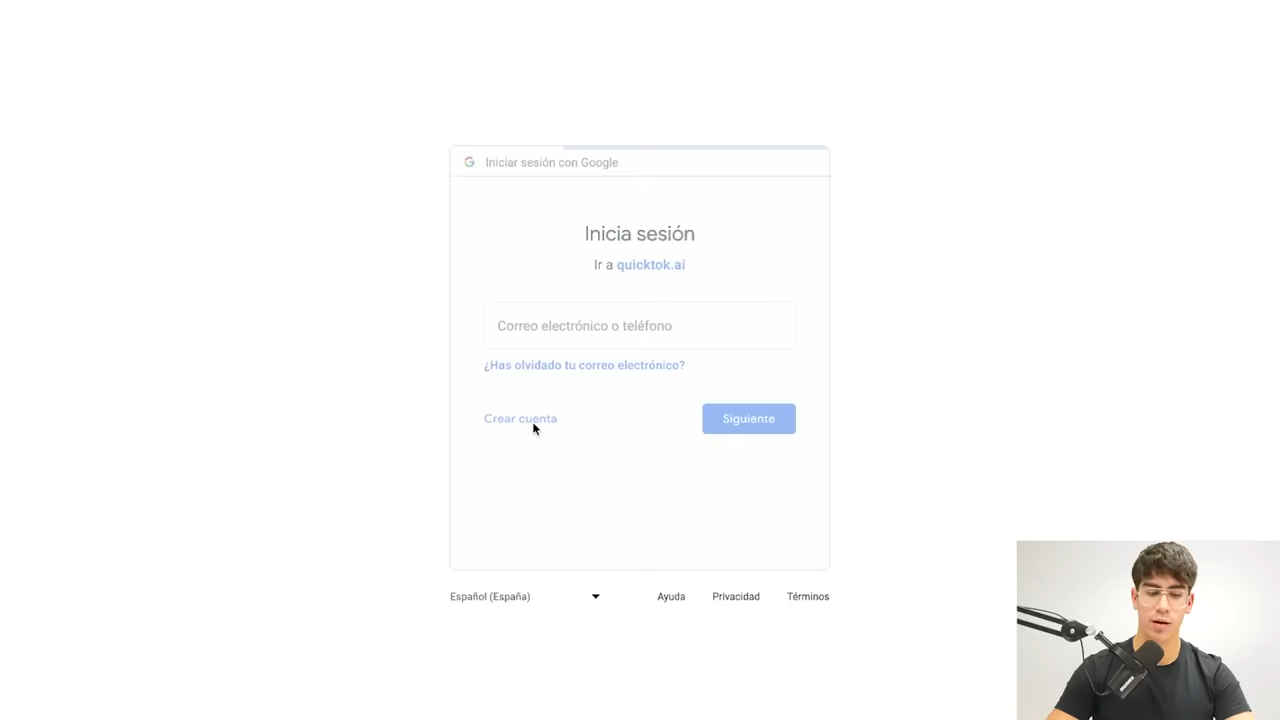 Iniciar sesión con Google
Inicia sesión
Ir a quicktok.ai
Correo electrónico o teléfono
¿Has olvidado tu correo electrónico?
Crear cuenta
Siguiente
Español (España)
Ayuda
Privacidad
Términos